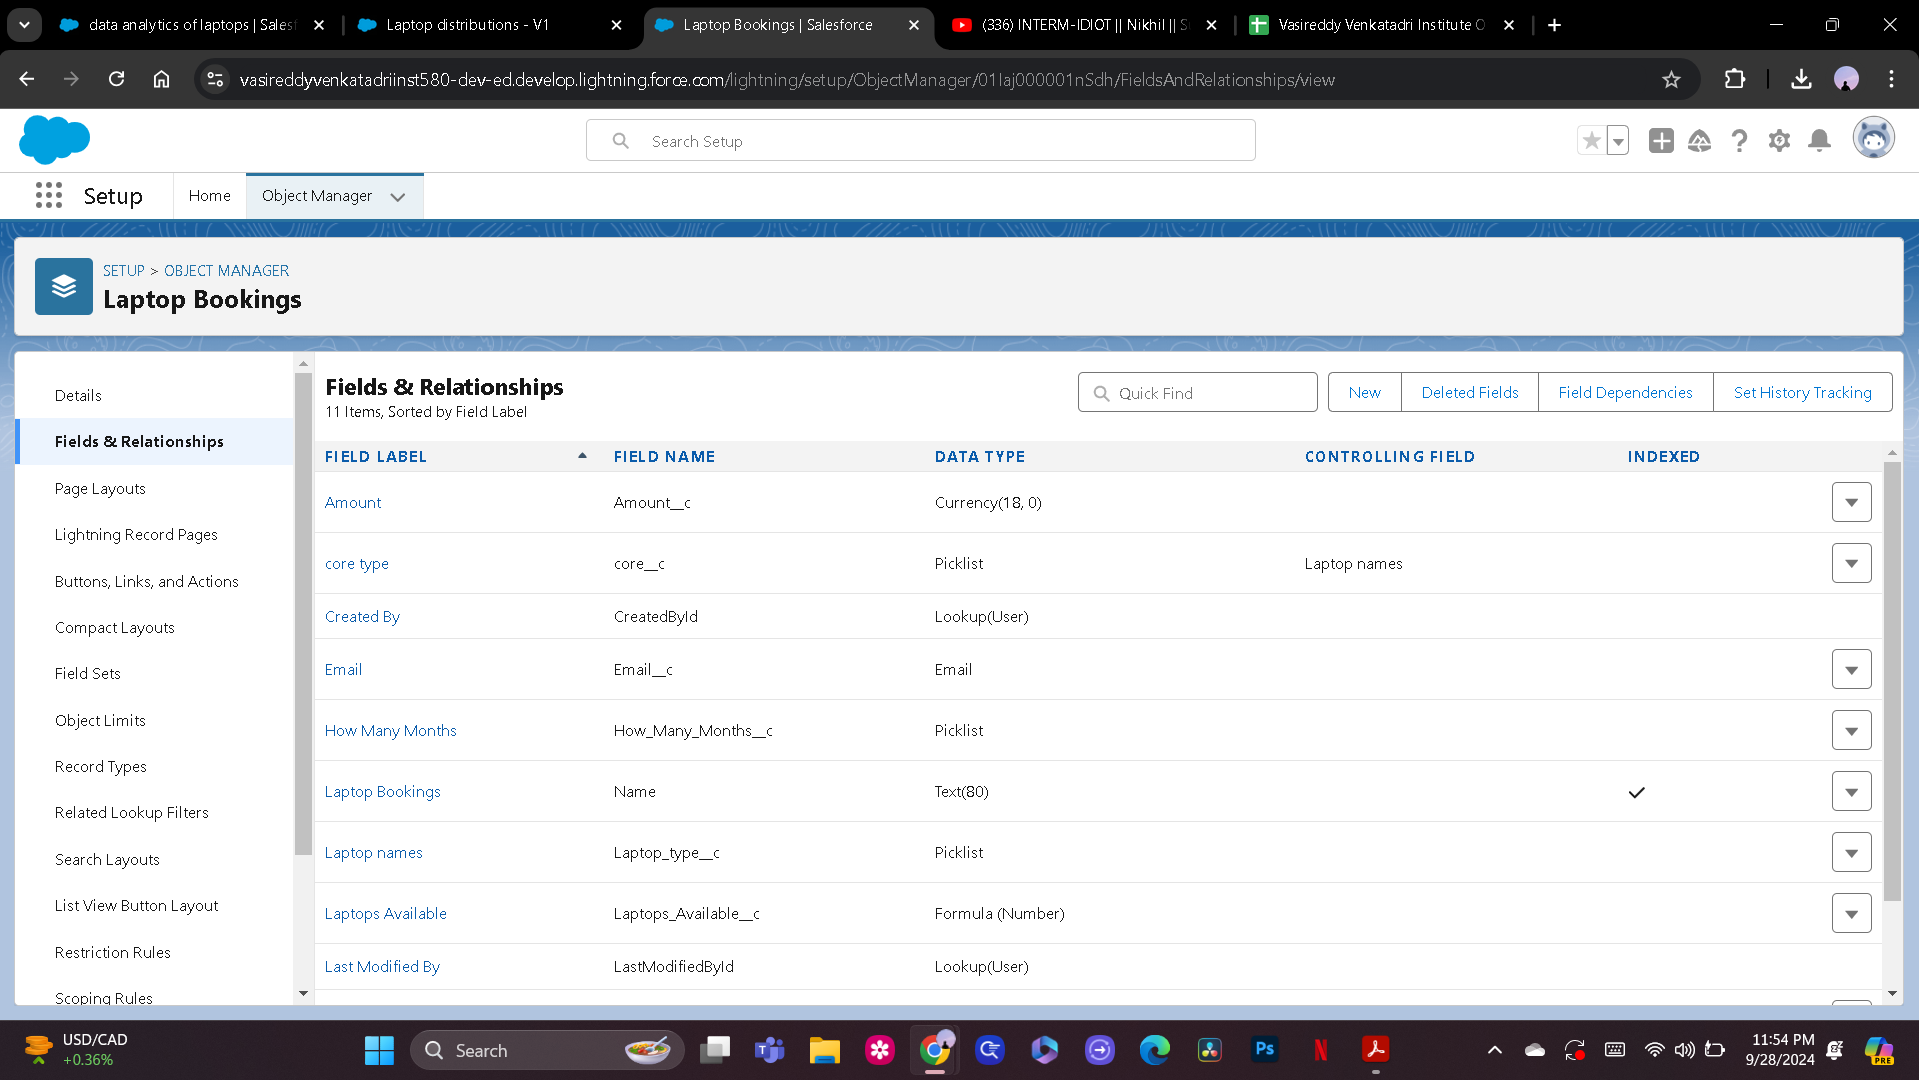 data analytics of laptops | Sales
Laptop distributions - V1
Laptop Bookings | Salesforce
(336) INTERM-IDIOT || Nikhil || S
Vasireddy Venkatadri Institute O
vasireddyvenkatadriinst580-dev-ed.develop.lightning.force.com/lightning/setup/ObjectManager/01Iaj000001nSdh/FieldsAndRelationships/view
Search Setup
Setup
Home
Object Manager
SETUP > OBJECT MANAGER
Laptop Bookings
Details
Fields & Relationships
Page Layouts
Lightning Record Pages
Buttons, Links, and Actions
Compact Layouts
Field Sets
Object Limits
Record Types
Related Lookup Filters
Search Layouts
List View Button Layout
Restriction Rules
Scoping Rules
Fields & Relationships
11 Items, Sorted by Field Label
Quick Find
New
Deleted Fields
Field Dependencies
Set History Tracking
FIELD LABEL FIELD NAME DATA TYPE CONTROLLING FIELD INDEXED
Amount Amount__c Currency(18, 0)
core type core__c Picklist Laptop names
Created By CreatedById Lookup(User)
Email Email__c Email
How Many Months How_Many_Months__c Picklist
Laptop Bookings Name Text(80)
Laptop names Laptop_type__c Picklist
Laptops Available Laptops_Available__c Formula (Number)
Last Modified By LastModifiedById Lookup(User)
USD/CAD
+0.36%
Search
Ps
PRE
11:54 PM
9/28/2024